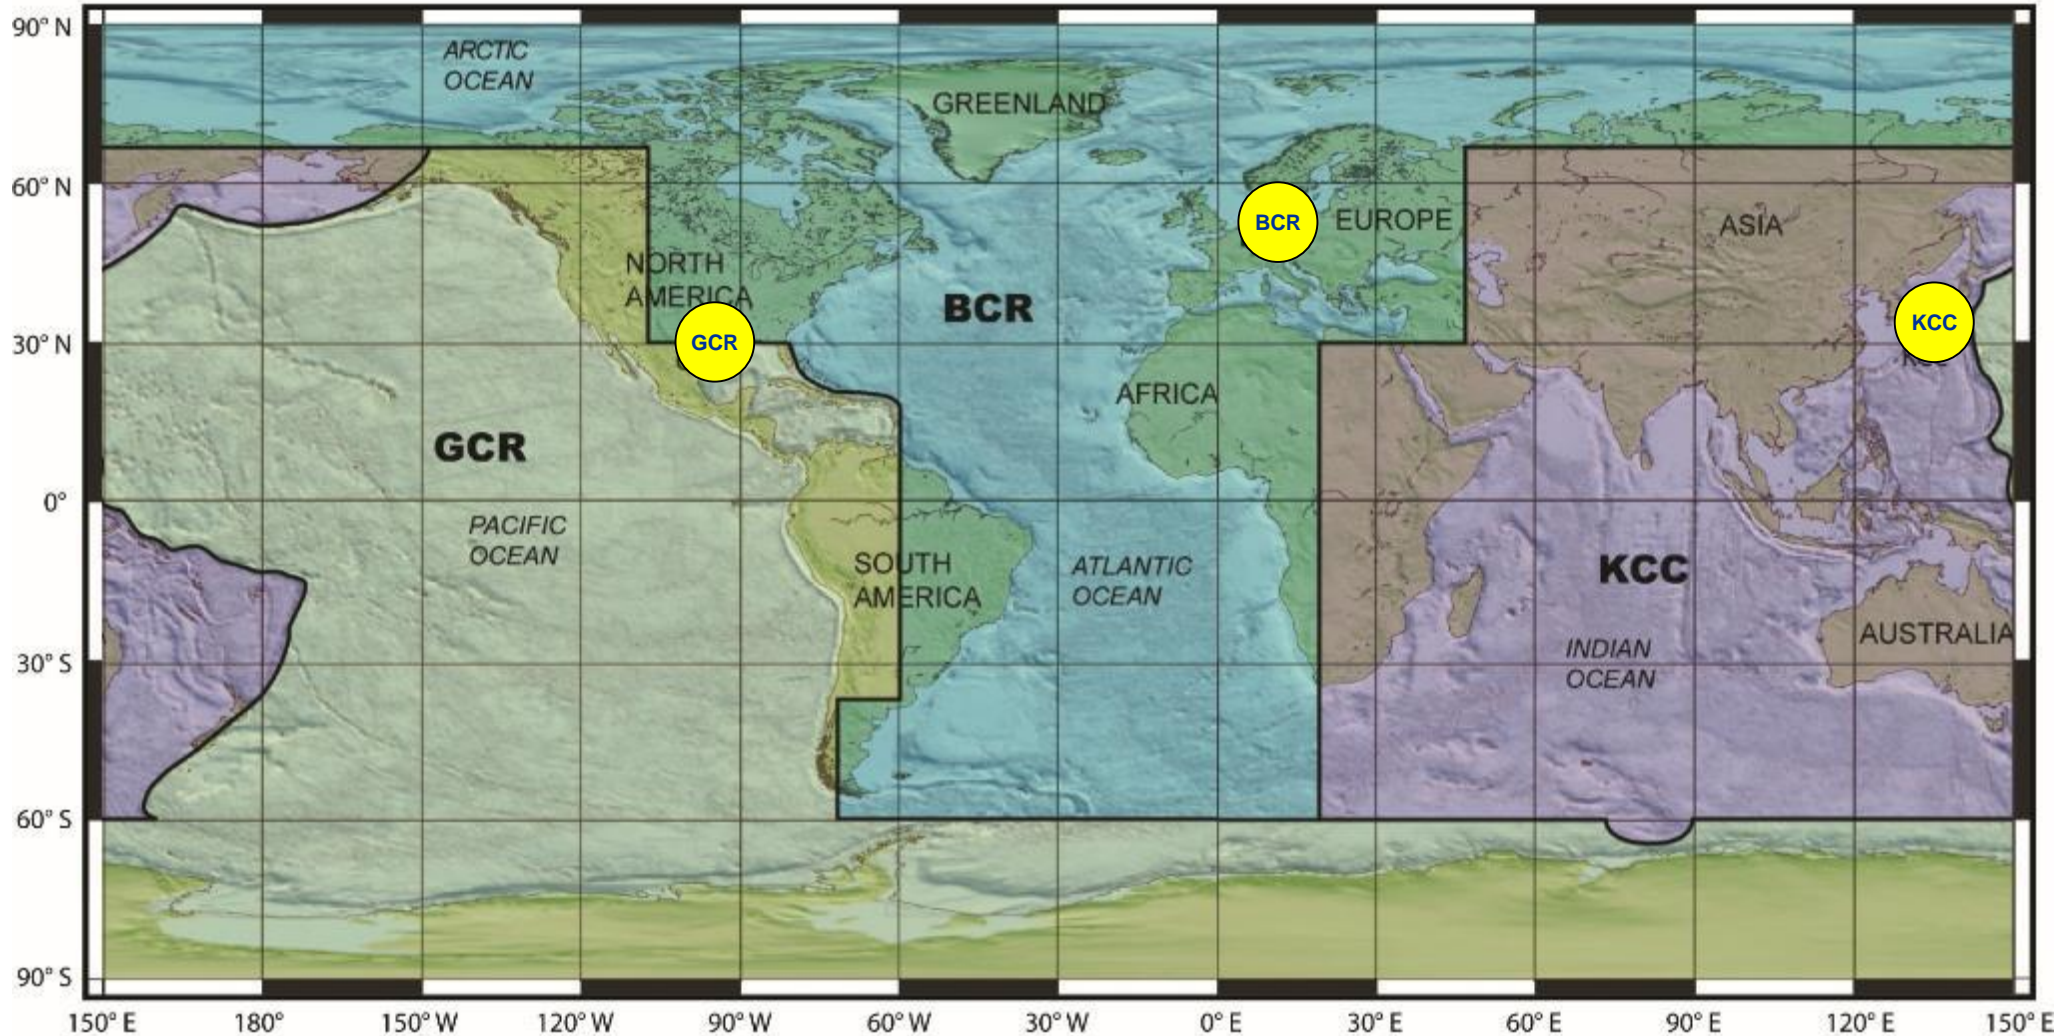 90° N
ARCTIC
OCEAN
GREENLAND
60° N
BCR
EUROPE
ASIA
NORTH
AMERICA
BCR
KCC
30° N
GCR
AFRICA
GCR
0°
PACIFIC
OCEAN
SOUTH
AMERICA
ATLANTIC
OCEAN
KCC
AUSTRALIA
INDIAN
OCEAN
30° S
60° S
90° S
150° E 180° 150° W 120° W 90° W 60° W 30° W 0° E 30° E 60° E 90° E 120° E 150° E